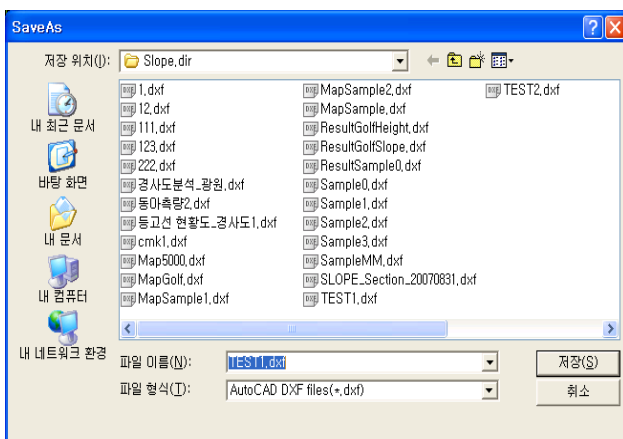 SaveAs
저장 위치(I):
Slope.dir
내 최근 문서
바탕 화면
내 문서
내 컴퓨터
내 네트워크 환경
1.dxf
12.dxf
111.dxf
123.dxf
222.dxf
경사도분석_광원.dxf
동아측량2.dxf
등고선 현황도_경사도1.dxf
cmk1.dxf
Map5000.dxf
MapGolf.dxf
MapSample1.dxf
MapSample2.dxf
MapSample.dxf
ResultGolfHeight.dxf
ResultGolfSlope.dxf
ResultSample0.dxf
Sample0.dxf
Sample1.dxf
Sample2.dxf
Sample3.dxf
SampleMM.dxf
SLOPE_Section_20070831.dxf
TEST1.dxf
TEST2.dxf
파일 이름(N):
TEST1.dxf
저장(S)
파일 형식(T):
AutoCAD DXF files(*.dxf)
취소